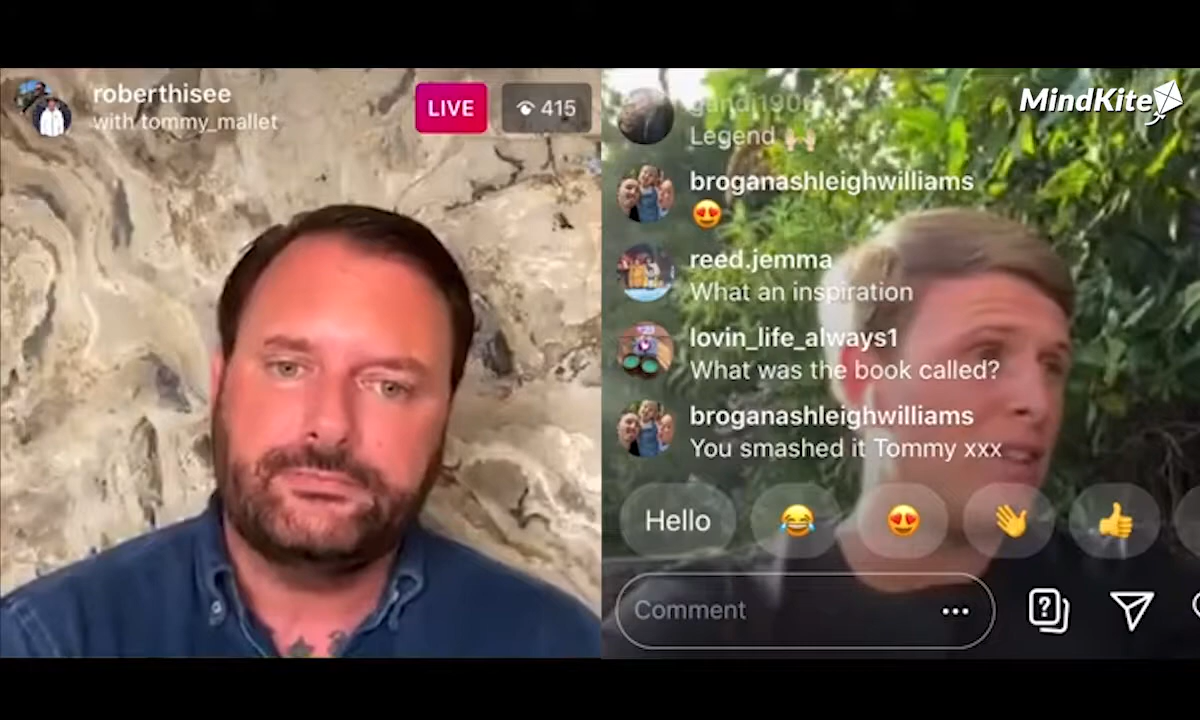 roberthisee
with tommy_mallet
LIVE
415
MindKite
Legend
broganashleighwilliams
reed.jemma
What an inspiration
lovin_life_always1
What was the book called?
broganashleighwilliams
You smashed it Tommy xxx
Hello
Comment